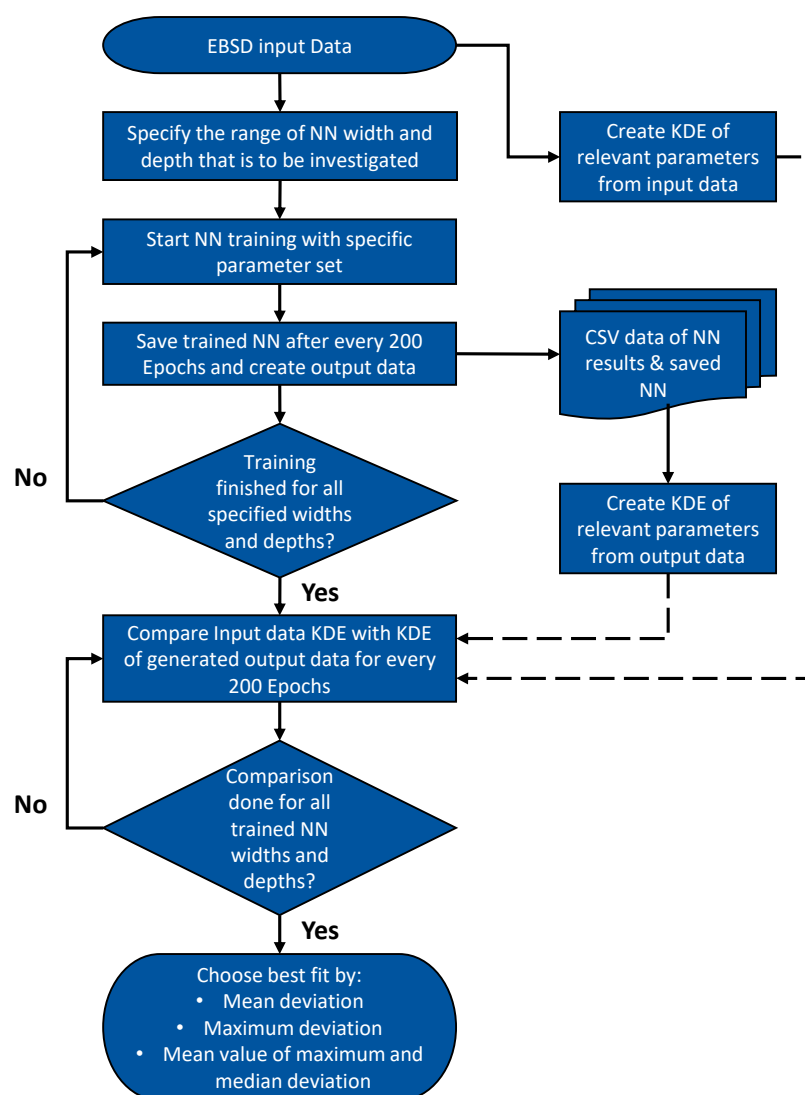 EBSD input Data
Specify the range of NN width and
depth that is to be investigated
Create KDE of
relevant parameters
from input data
Start NN training with specific
parameter set
Save trained NN after every 200
Epochs and create output data
CSV data of NN
results & saved
NN
No
Training
finished for all
specified widths
and depths?
Create KDE of
relevant parameters
from output data
Yes
Compare Input data KDE with KDE
of generated output data for every
200 Epochs
No
Comparison
done for all
trained NN
widths and
depths?
Yes
Choose best fit by:
• Mean deviation
• Maximum deviation
• Mean value of maximum and
median deviation